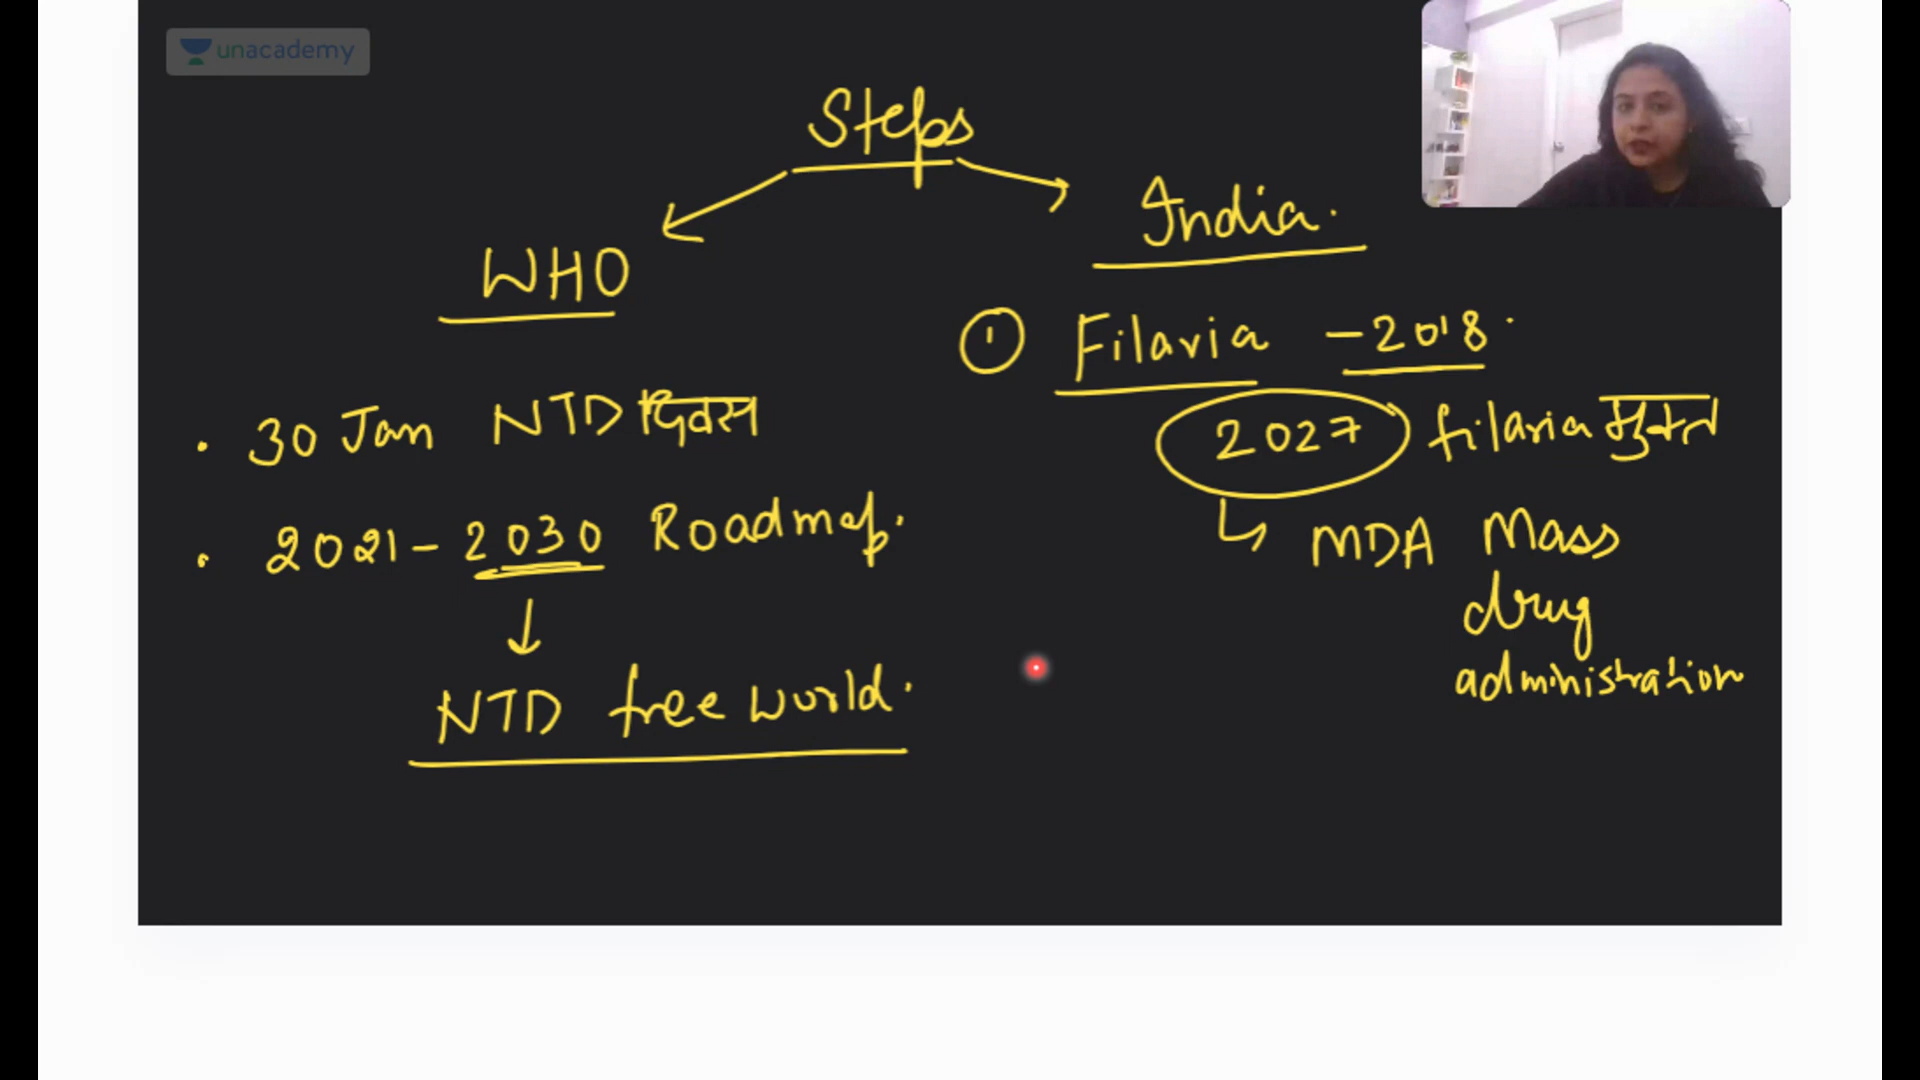 unacademy
Steps
WHO
30 Jan NTD दिवस
2021-2030 Roadmap.
NTD free world.
India.
1 Filaria -2018.
2027 filaria मुक्त
MDA Mass
drug
administration